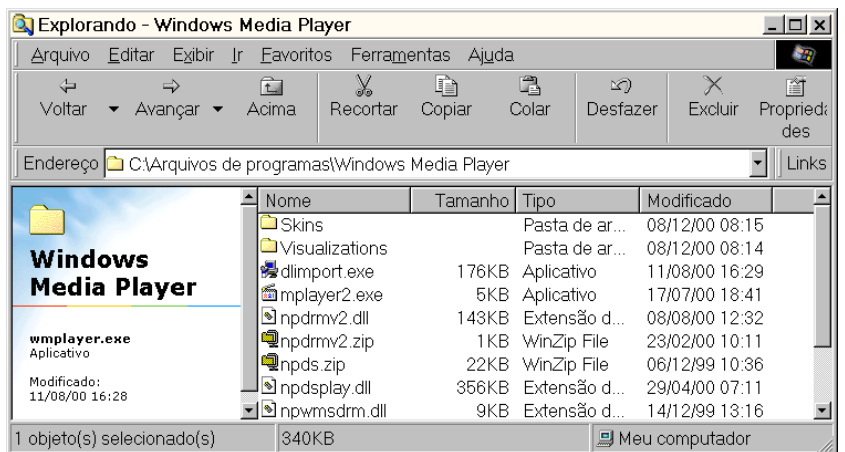 Explorando - Windows Media Player
Arquivo Editar Exibir Ir Favoritos Ferramentas Ajuda
Voltar Avançar Acima Recortar Copiar Colar Desfazer Excluir Proprieda
des
Endereço C:\Arquivos de programas\Windows Media Player Links
Windows
Media Player
wmplayer.exe
Aplicativo
Modificado:
11/08/00 16:28
Nome Tamanho Tipo Modificado
Skins Pasta de ar... 08/12/00 08:15
Visualizations Pasta de ar... 08/12/00 08:14
dlimport.exe 176KB Aplicativo 11/08/00 16:29
mplayer2.exe 5KB Aplicativo 17/07/00 18:41
npdrmv2.dll 143KB Extensão d... 08/08/00 12:32
npdrmv2.zip 1KB WinZip File 23/02/00 10:11
npds.zip 22KB WinZip File 06/12/99 10:36
npdsplay.dll 356KB Extensão d... 29/04/00 07:11
npwmsdrm.dll 9KB Extensão d... 14/12/99 13:16
1 objeto(s) selecionado(s) 340KB Meu computador